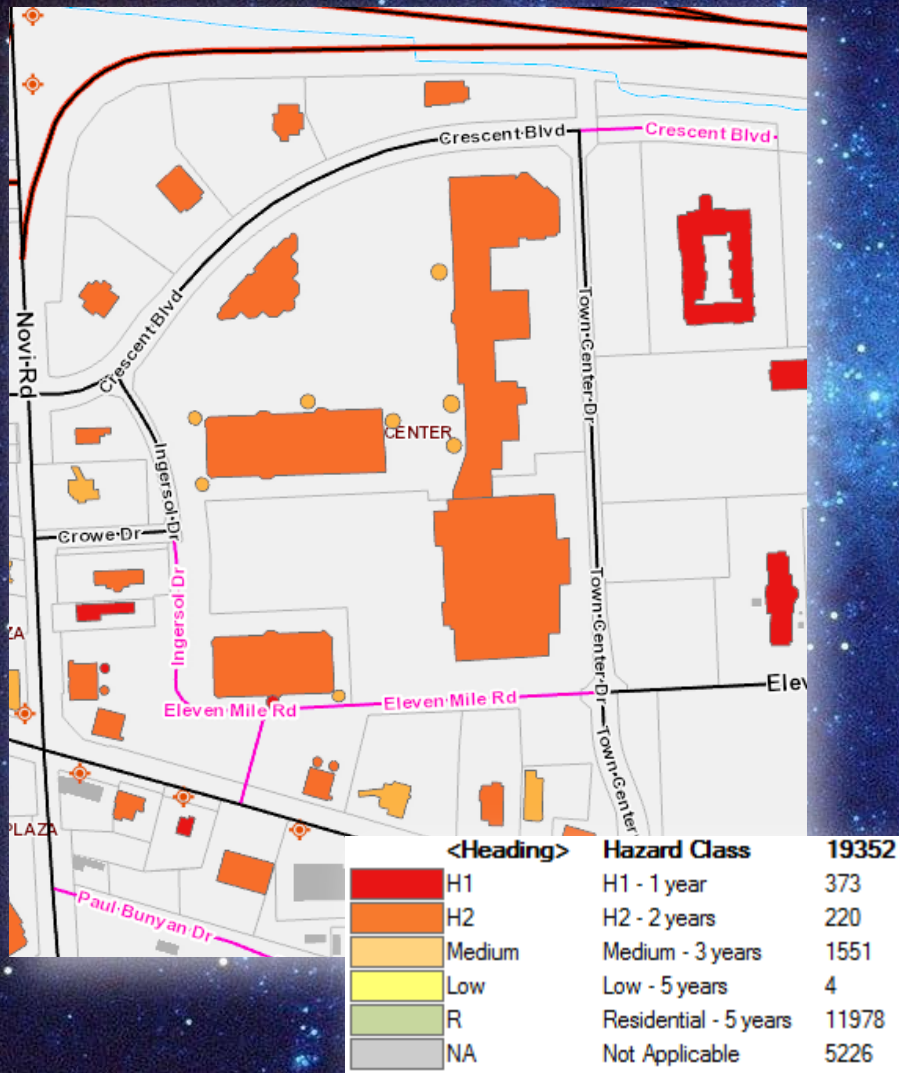 Crescent Blvd
Crescent Blvd
Novi Rd
Crescent Blvd
Town Center Dr
CENTER
Ingersol Dr
Crowe Dr
Ingersol Dr
Town Center Dr
ZA
Eleven Mile Rd
Eleven Mile Rd
Elev
Town Center
PLAZA
Paul Bunyan Dr
<Heading> Hazard Class 19352
H1 H1 - 1 year 373
H2 H2 - 2 years 220
Medium Medium - 3 years 1551
Low Low - 5 years 4
R Residential - 5 years 11978
NA Not Applicable 5226